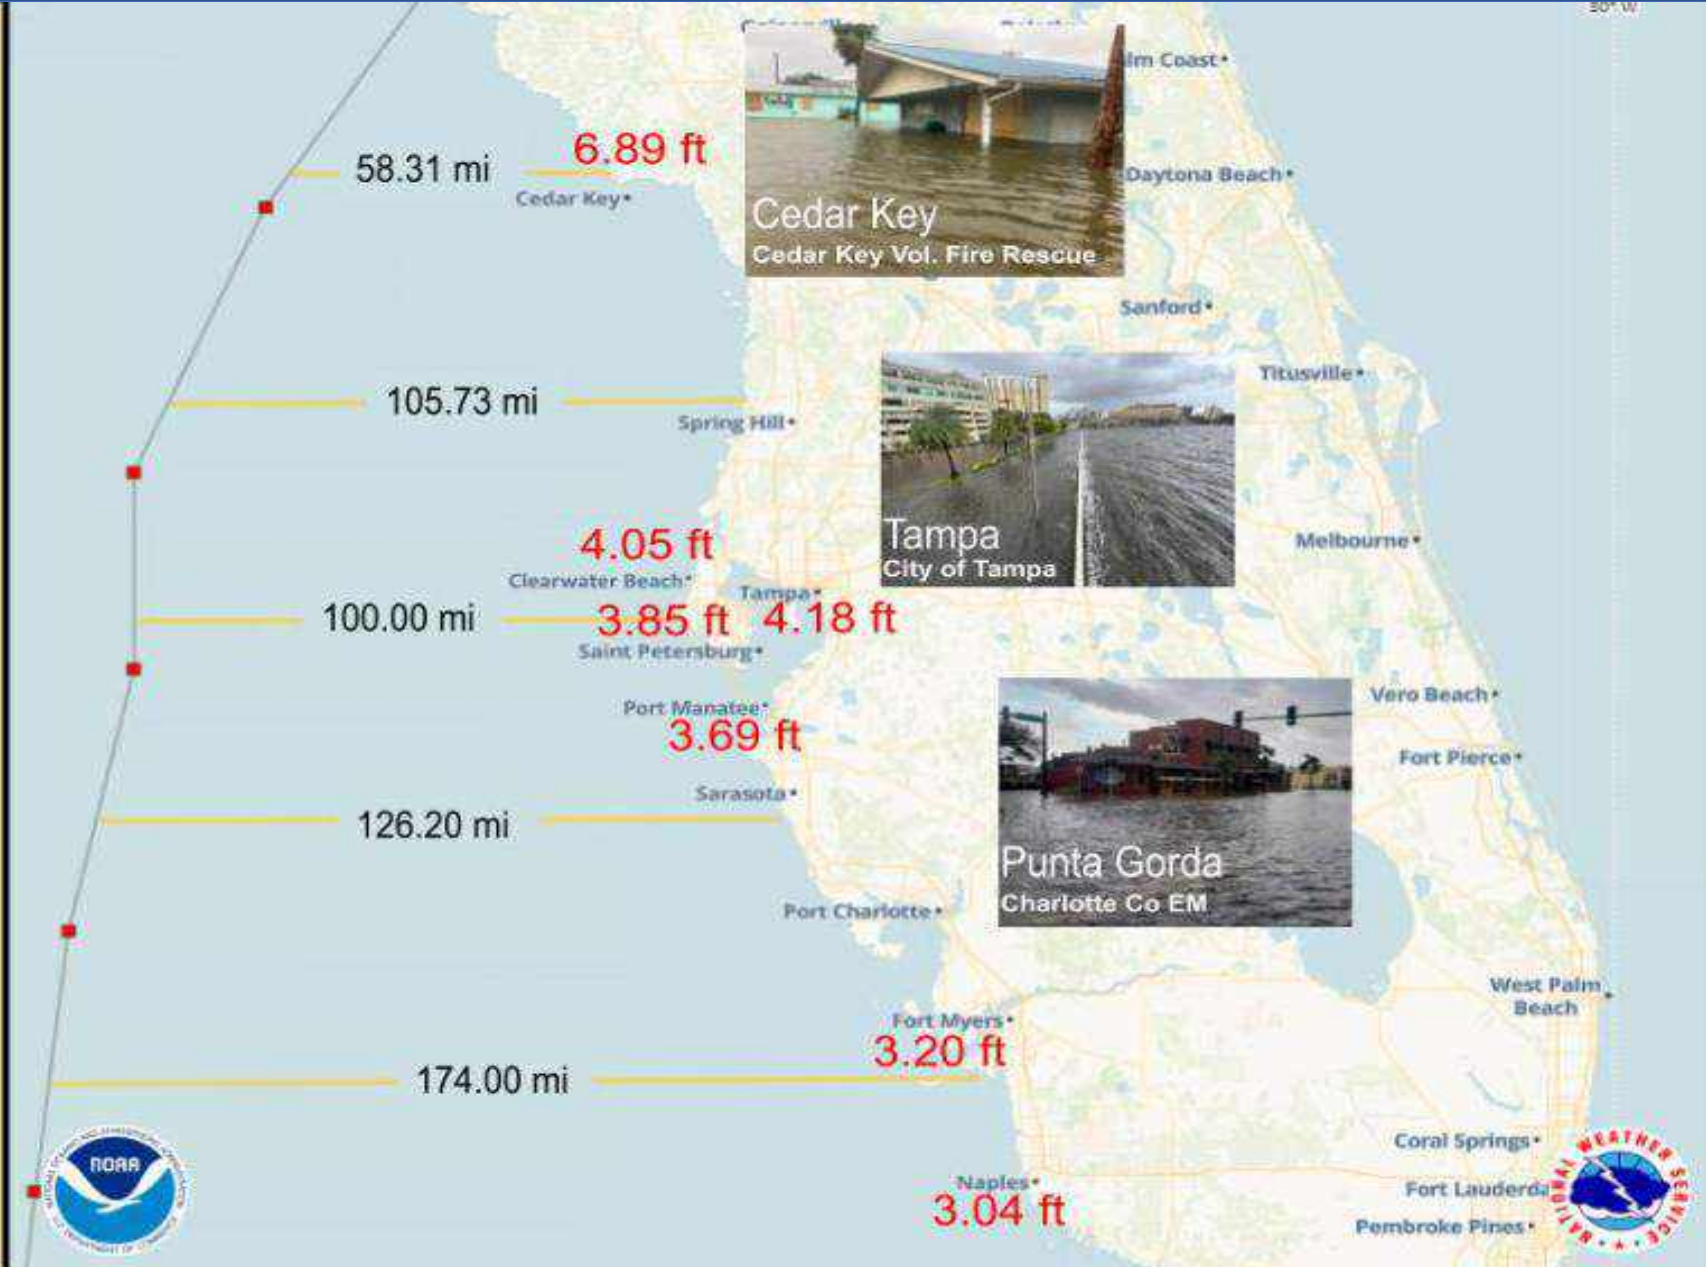 80° W
lm Coast
6.89 ft
58.31 mi
Cedar Key
Daytona Beach
Cedar Key
Cedar Key Vol. Fire Rescue
Sanford
Titusville
105.73 mi
Spring Hill
Tampa
City of Tampa
Melbourne
4.05 ft
Clearwater Beach
Tampa
100.00 mi
3.85 ft
4.18 ft
Saint Petersburg
Port Manatee
3.69 ft
Vero Beach
Fort Pierce
Sarasota
126.20 mi
Punta Gorda
Charlotte Co EM
Port Charlotte
West Palm
Beach
Fort Myers
3.20 ft
174.00 mi
Coral Springs
NOAA
Naples
3.04 ft
Fort Lauderda
Pembroke Pines
NATIONAL WEATHER SERVICE